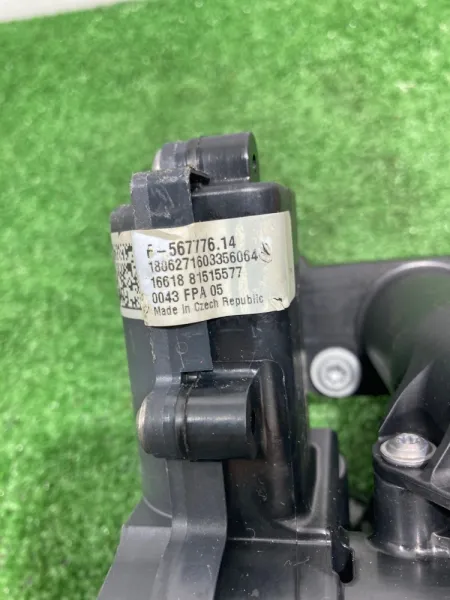 F-567776.14
1806271603356064
16618 81515577
0043 FPA 05
Made in Czech Republic